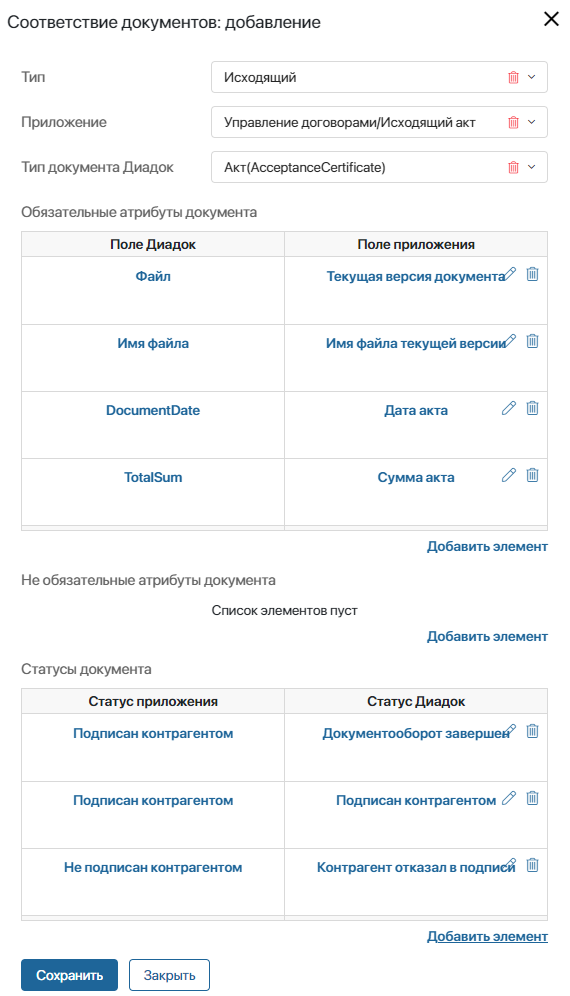 Соответствие документов: добавление
Тип
Исходящий
Приложение
Управление договорами/Исходящий акт
Тип документа Диадок
Акт(AcceptanceCertificate)
Обязательные атрибуты документа
Поле Диадок Поле приложения
Файл Текущая версия документа
Имя файла Имя файла текущей версии
DocumentDate Дата акта
TotalSum Сумма акта
Добавить элемент
Не обязательные атрибуты документа
Список элементов пуст
Добавить элемент
Статусы документа
Статус приложения Статус Диадок
Подписан контрагентом Документооборот завершен
Подписан контрагентом Подписан контрагентом
Не подписан контрагентом Контрагент отказал в подписи
Добавить элемент
Сохранить Закрыть